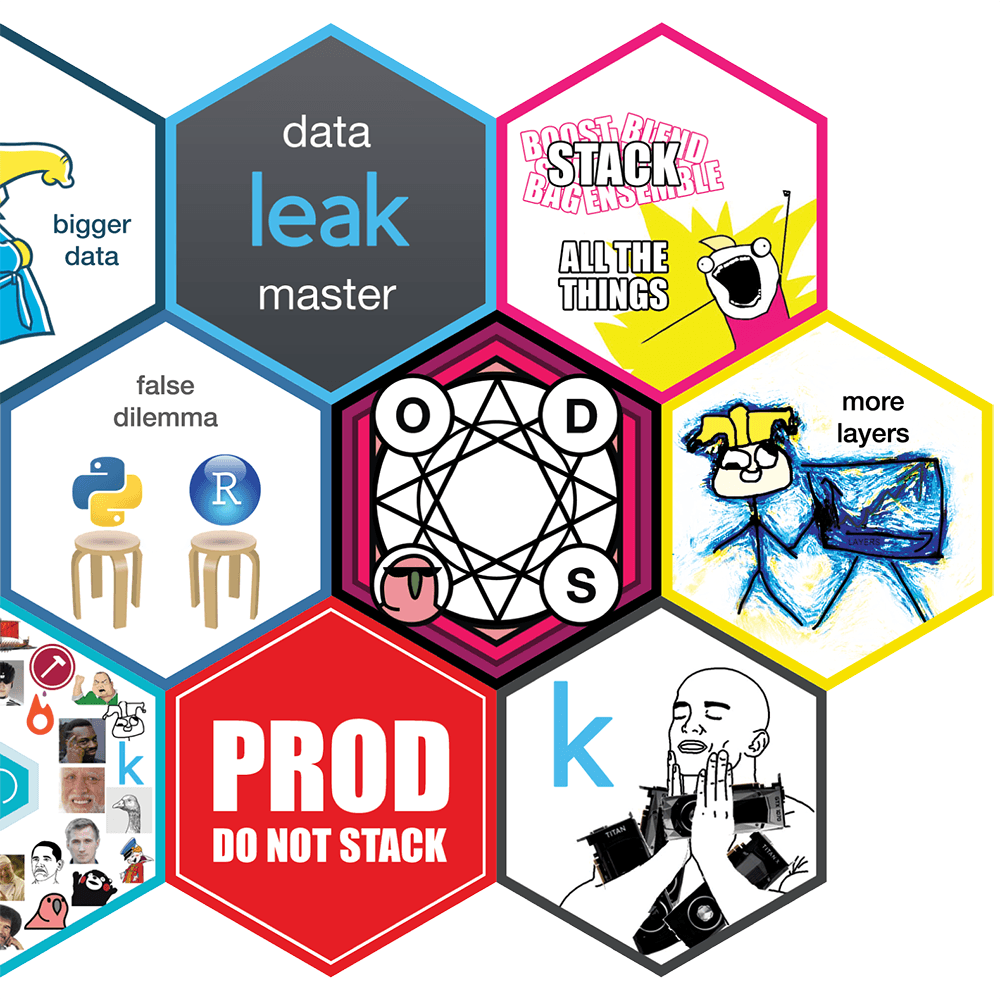 bigger
data
data
leak
master
BOOST BLEND
STACK
BAG ENSEMBLE
ALL THE
THINGS
false
dilemma
R
O
D
S
more
layers
LAYERS
k
PROD
DO NOT STACK
k
TITAN
TITAN X